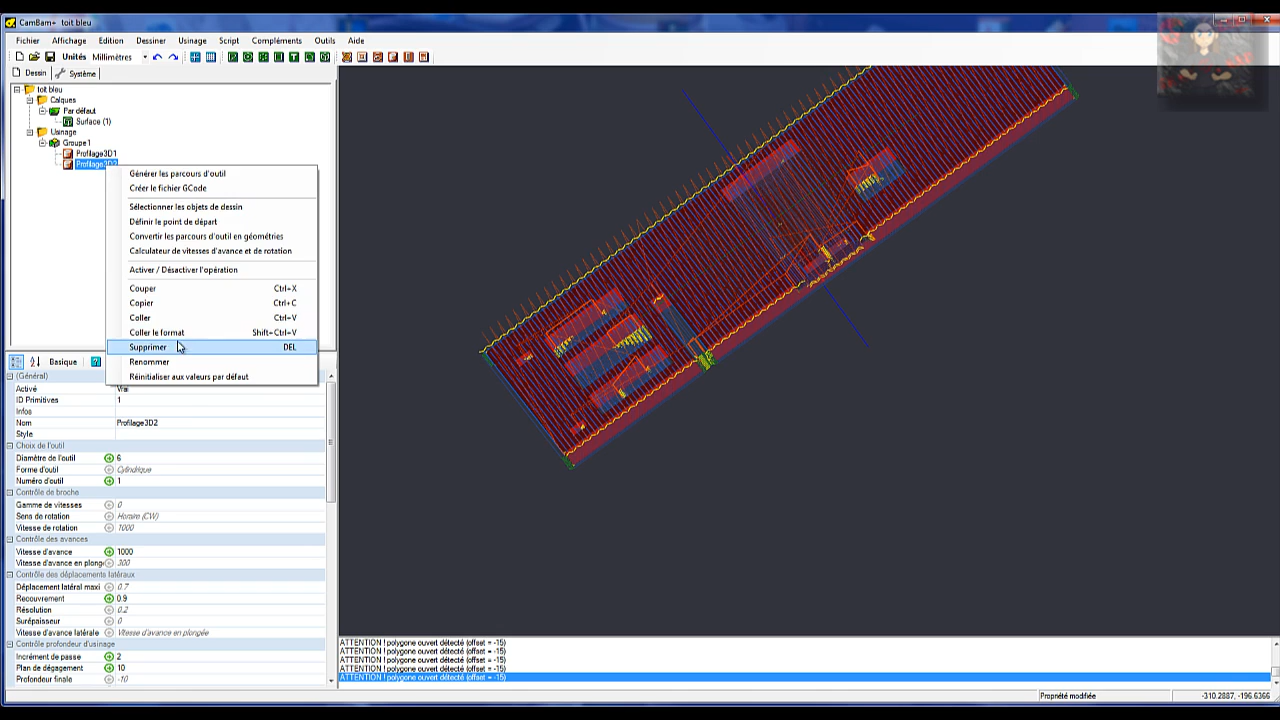 CamBam+ toit bleu
Fichier Affichage Edition Dessiner Usinage Script Compléments Outils Aide
Unités Millimètres
Dessin Système
toit bleu
Calques
Par défaut
Surface (1)
Usinage
Groupe1
Profilage3D1
Profilage3D2
Générer les parcours d'outil
Créer le fichier GCode
Sélectionner les objets de dessin
Définir le point de départ
Convertir les parcours d'outil en géométries
Calculateur de vitesses d'avance et de rotation
Activer / Désactiver l'opération
Couper Ctrl+X
Copier Ctrl+C
Coller Ctrl+V
Coller le format Shift+Ctrl+V
Supprimer DEL
Renommer
Réinitialiser aux valeurs par défaut
Basique
(Général)
Activé Vrai
ID Primitives 1
Infos
Nom Profilage3D2
Style
Choix de l'outil
Diamètre de l'outil 6
Forme d'outil Cylindrique
Numéro d'outil 1
Contrôle de broche
Gamme de vitesses 0
Sens de rotation Horaire (CW)
Vitesse de rotation 1000
Contrôle des avances
Vitesse d'avance 1000
Vitesse d'avance en plong 300
Contrôle des déplacements latéraux
Déplacement latéral maxi 0.7
Recouvrement 0.9
Résolution 0.2
Surépaisseur 0
Vitesse d'avance latérale Vitesse d'avance en plongée
Contrôle profondeur d'usinage
Incrément de passe 2
Plan de dégagement 10
Profondeur finale -10
ATTENTION ! polygone ouvert détecté (offset = -15)
ATTENTION ! polygone ouvert détecté (offset = -15)
ATTENTION ! polygone ouvert détecté (offset = -15)
ATTENTION ! polygone ouvert détecté (offset = -15)
ATTENTION ! polygone ouvert détecté (offset = -15)
Propriété modifiée -310.2887, -196.6366